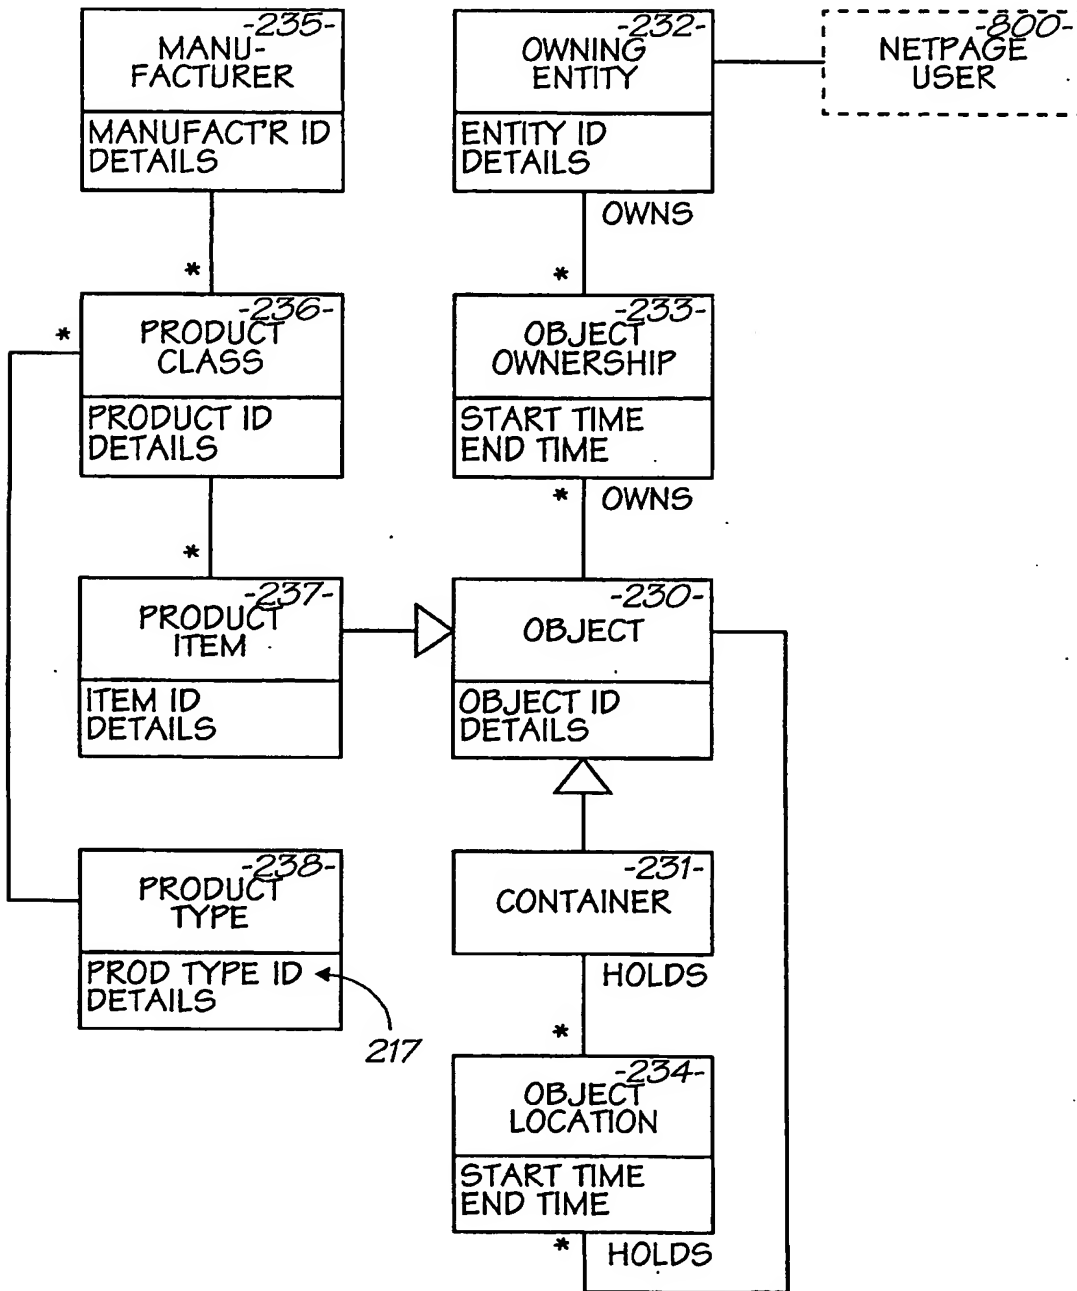 -235-
MANU-
FACTURER
MANUFACT'R ID
DETAILS
-232-
OWNING
ENTITY
ENTITY ID
DETAILS
OWNS
-800-
NETPAGE
USER
*
*
*
-236-
PRODUCT
CLASS
PRODUCT ID
DETAILS
-233-
OBJECT
OWNERSHIP
START TIME
END TIME
* OWNS
*
-237-
PRODUCT
ITEM
ITEM ID
DETAILS
-230-
OBJECT
OBJECT ID
DETAILS
-238-
PRODUCT
TYPE
PROD TYPE ID
DETAILS
217
-231-
CONTAINER
HOLDS
*
-234-
OBJECT
LOCATION
START TIME
END TIME
* HOLDS